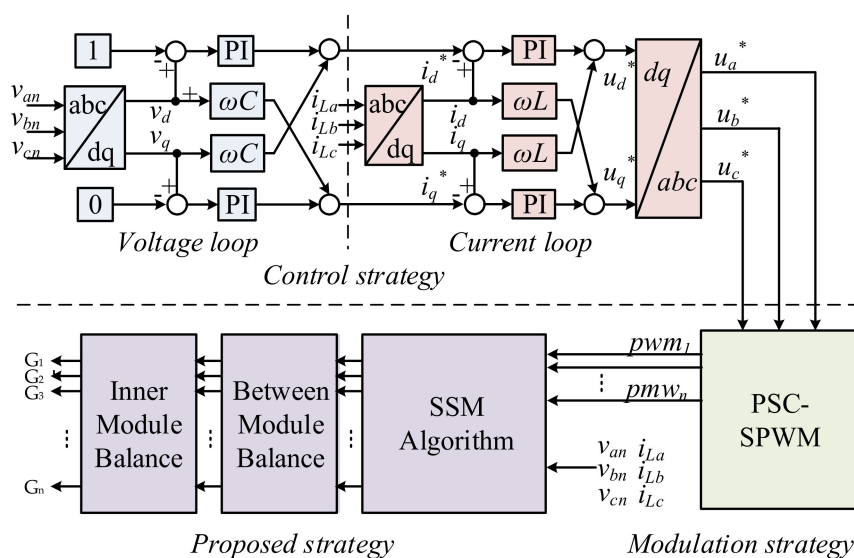 1
PI
v_an
v_bn
v_cn
abc
dq
v_d
v_q
ωC
ωC
0
PI
Voltage loop
i_d*
PI
i_La
i_Lb
i_Lc
abc
dq
i_d
i_q
ωL
ωL
i_q*
PI
Current loop
u_d*
u_q*
dq
abc
u_a*
u_b*
u_c*
Control strategy
G1
G2
G3
Gn
Inner
Module
Balance
Between
Module
Balance
SSM
Algorithm
pwm_1
pmw_n
v_an i_La
v_bn i_Lb
v_cn i_Lc
PSC-
SPWM
Proposed strategy
Modulation strategy